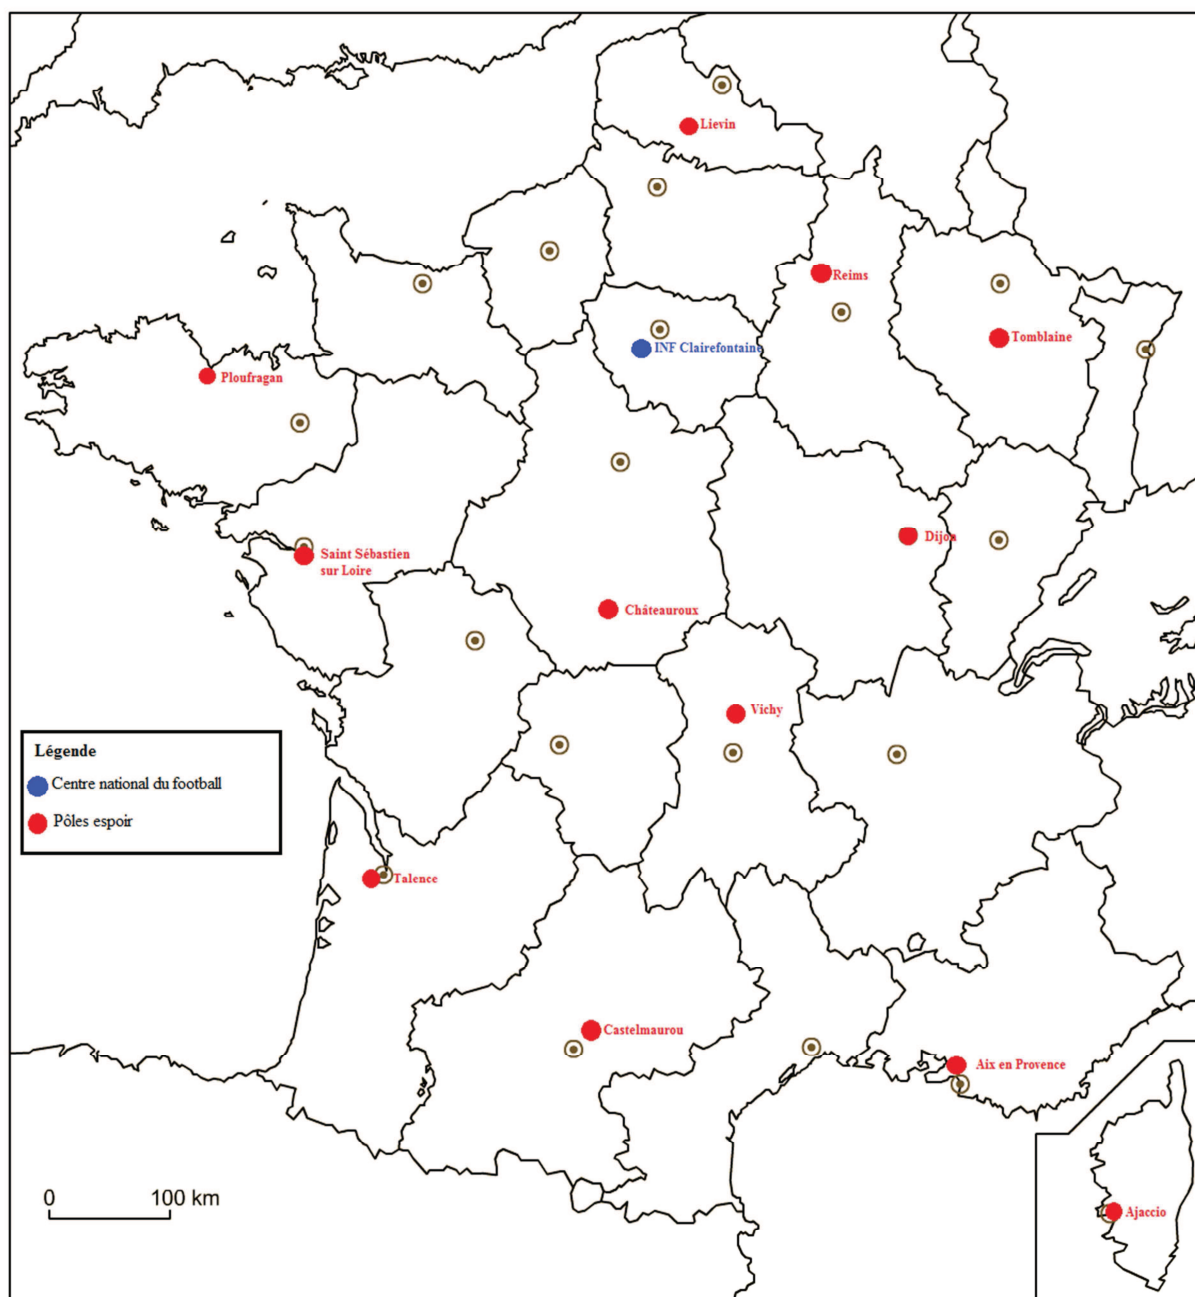 Lievin
Reims
Tomblaine
INF Clairefontaine
Ploufragan
Dijon
Saint Sébastien
sur Loire
Châteauroux
Vichy
Légende
Centre national du football
Pôles espoir
Talence
Castelmaurou
Aix en Provence
Ajaccio
0 100 km